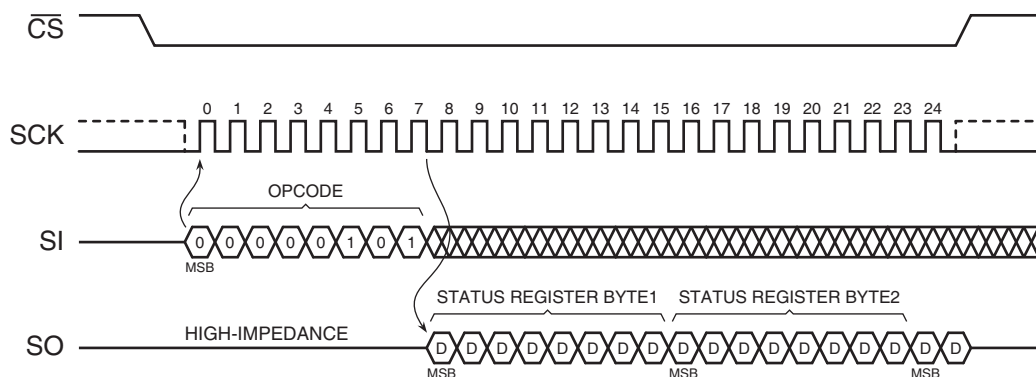 CS
0 1 2 3 4 5 6 7 8 9 10 11 12 13 14 15 16 17 18 19 20 21 22 23 24
SCK
OPCODE
SI 0 0 0 0 0 1 0 1
MSB
STATUS REGISTER BYTE1 STATUS REGISTER BYTE2
HIGH-IMPEDANCE
SO D D D D D D D D D D D D D D D D D D
MSB MSB MSB